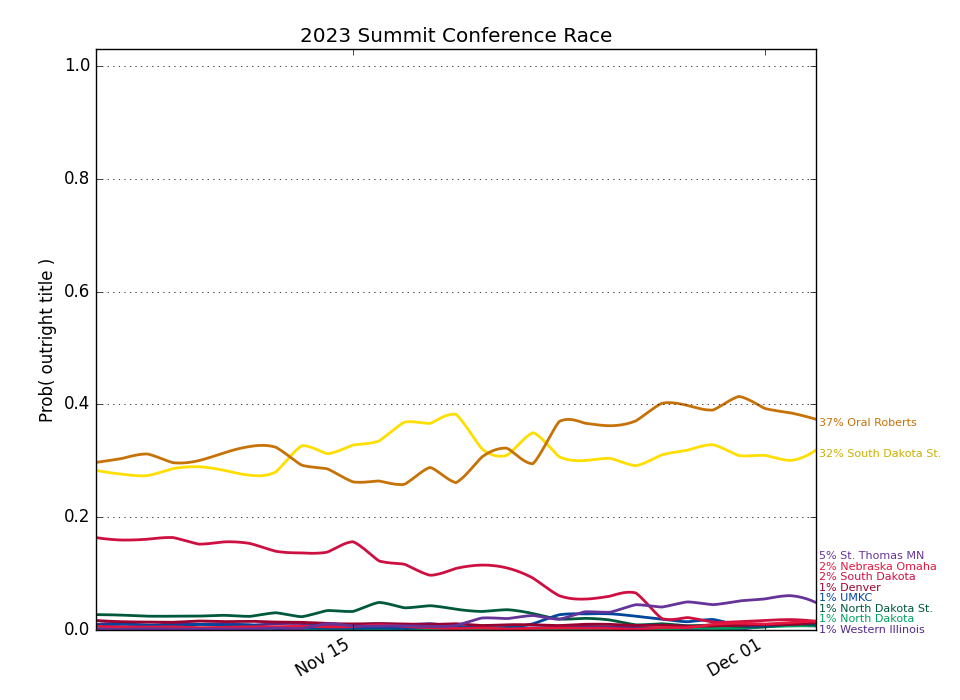 2023 Summit Conference Race
Prob( outright title )
1.0
0.8
0.6
0.4
0.2
0.0
Nov 15
Dec 01
37% Oral Roberts
32% South Dakota St.
5% St. Thomas MN
2% Nebraska Omaha
2% South Dakota
1% Denver
1% UMKC
1% North Dakota St.
1% North Dakota
1% Western Illinois